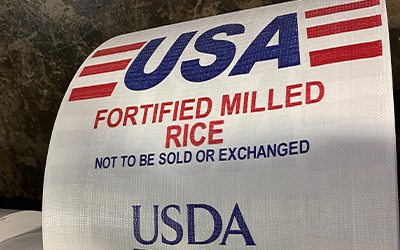 USA
FORTIFIED MILLED
RICE
NOT TO BE SOLD OR EXCHANGED
USDA